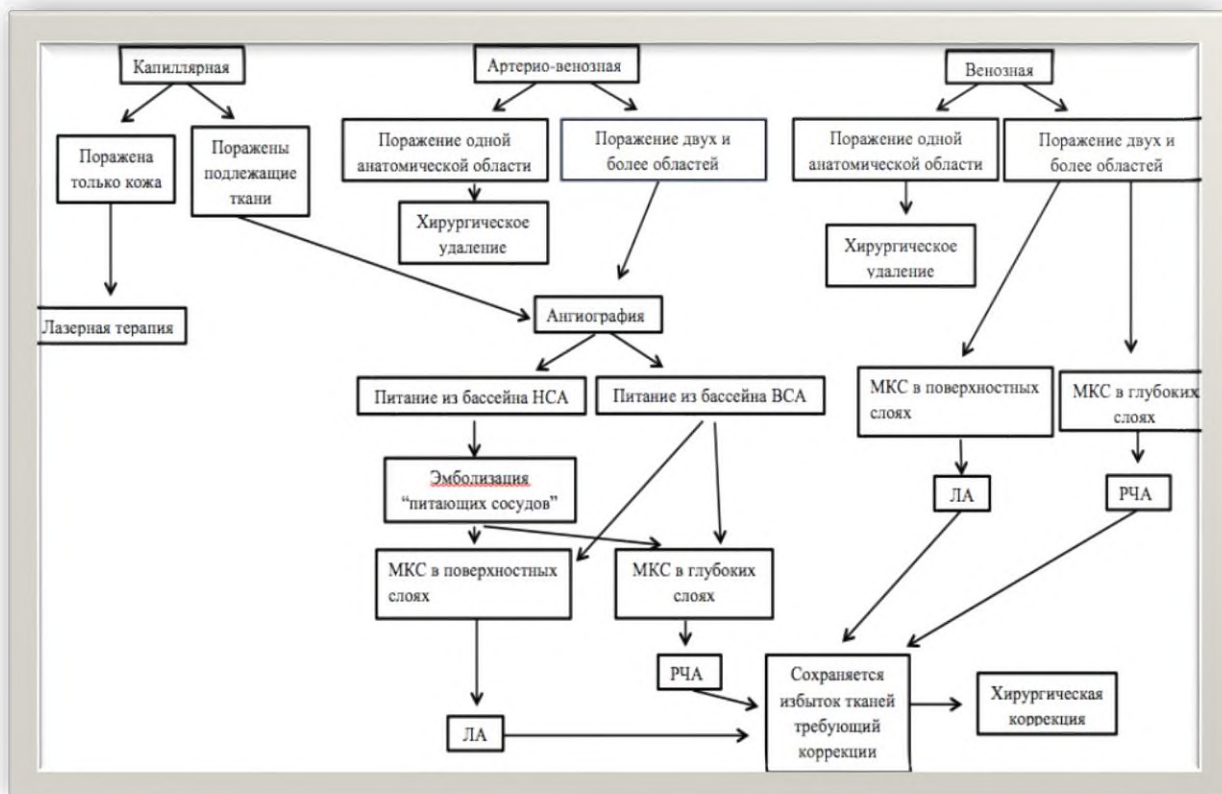 Капиллярная
Артерио-венозная
Венозная
Поражена
только кожа
Поражены
подлежащие
ткани
Поражение одной
анатомической области
Поражение двух и
более областей
Поражение одной
анатомической области
Поражение двух и
более областей
Хирургическое
удаление
Хирургическое
удаление
Лазерная терапия
Ангиография
Питание из бассейна НСА
Питание из бассейна ВСА
МКС в поверхностных
слоях
МКС в глубоких
слоях
Эмболизация
“питающих сосудов”
ЛА
РЧА
МКС в поверхностных
слоях
МКС в глубоких
слоях
РЧА
ЛА
Сохраняется
избыток тканей
требующий
коррекции
Хирургическая
коррекция